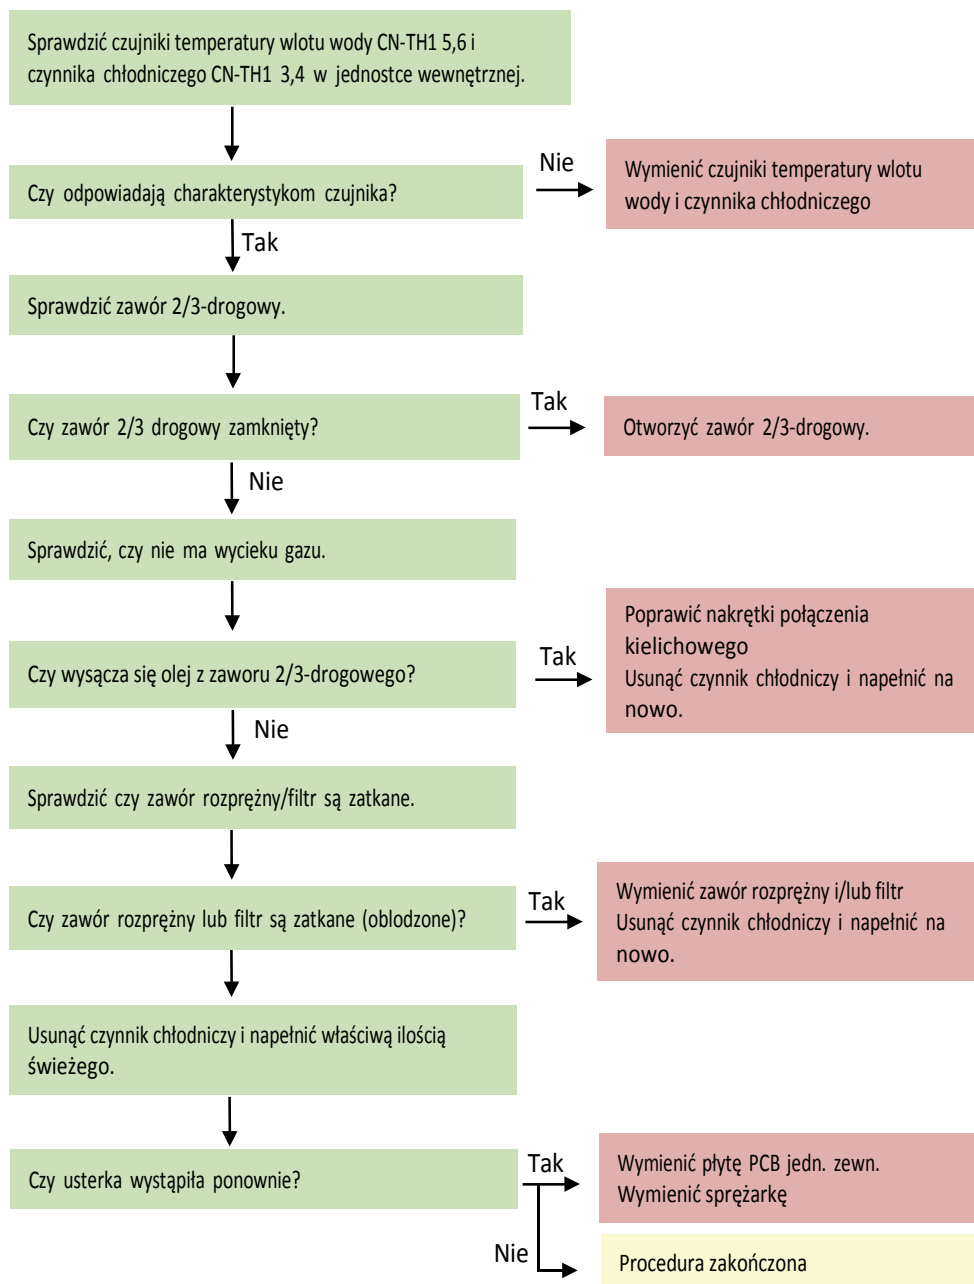 Sprawdzić czujniki temperatury wlotu wody CN-TH1 5,6 i
czynnika chłodniczego CN-TH1 3,4 w jednostce wewnętrznej.
Czy odpowiadają charakterystykom czujnika?
Nie
Wymienić czujniki temperatury wlotu
wody i czynnika chłodniczego
Tak
Sprawdzić zawór 2/3-drogowy.
Czy zawór 2/3 drogowy zamknięty?
Tak
Otworzyć zawór 2/3-drogowy.
Nie
Sprawdzić, czy nie ma wycieku gazu.
Czy wysącza się olej z zaworu 2/3-drogowego?
Tak
Poprawić nakrętki połączenia
kielichowego
Usunąć czynnik chłodniczy i napełnić na
nowo.
Nie
Sprawdzić czy zawór rozprężny/filtr są zatkane.
Czy zawór rozprężny lub filtr są zatkane (oblodzone)?
Tak
Wymienić zawór rozprężny i/lub filtr
Usunąć czynnik chłodniczy i napełnić na
nowo.
Usunąć czynnik chłodniczy i napełnić właściwą ilością
świeżego.
Czy usterka wystąpiła ponownie?
Tak
Wymienić płytę PCB jedn. zewn.
Wymienić sprężarkę
Nie
Procedura zakończona